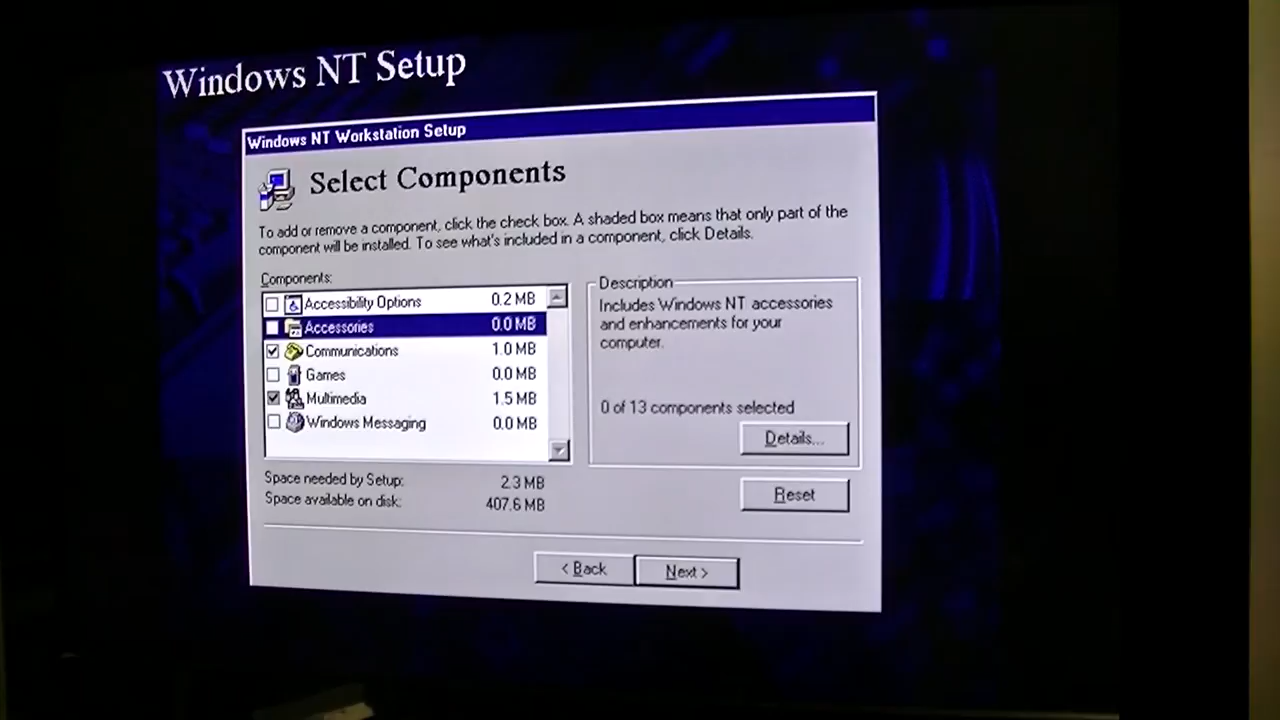 Windows NT Setup
Windows NT Workstation Setup
Select Components
To add or remove a component, click the check box. A shaded box means that only part of the
component will be installed. To see what's included in a component, click Details.
Components:
Accessibility Options 0.2 MB
Accessories 0.0 MB
Communications 1.0 MB
Games 0.0 MB
Multimedia 1.5 MB
Windows Messaging 0.0 MB
Description
Includes Windows NT accessories
and enhancements for your
computer.
0 of 13 components selected
Details...
Space needed by Setup: 2.3 MB
Space available on disk: 407.6 MB
Reset
< Back
Next >